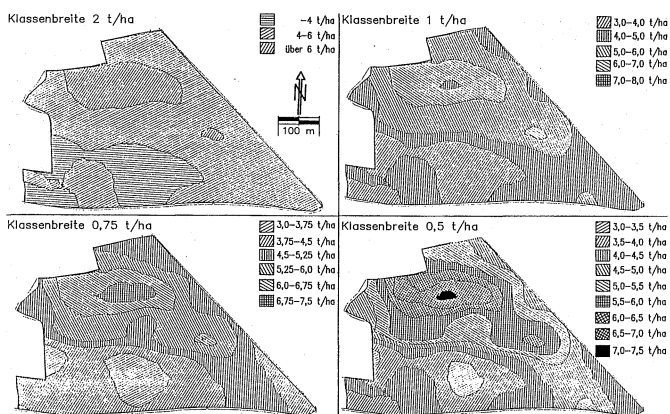 Klassenbreite 2 t/ha
-4 t/ha
4-6 t/ha
über 6 t/ha
N
100 m
Klassenbreite 1 t/ha
3,0-4,0 t/ha
4,0-5,0 t/ha
5,0-6,0 t/ha
6,0-7,0 t/ha
7,0-8,0 t/ha
Klassenbreite 0,75 t/ha
3,0-3,75 t/ha
3,75-4,5 t/ha
4,5-5,25 t/ha
5,25-6,0 t/ha
6,0-6,75 t/ha
6,75-7,5 t/ha
Klassenbreite 0,5 t/ha
3,0-3,5 t/ha
3,5-4,0 t/ha
4,0-4,5 t/ha
4,5-5,0 t/ha
5,0-5,5 t/ha
5,5-6,0 t/ha
6,0-6,5 t/ha
6,5-7,0 t/ha
7,0-7,5 t/ha